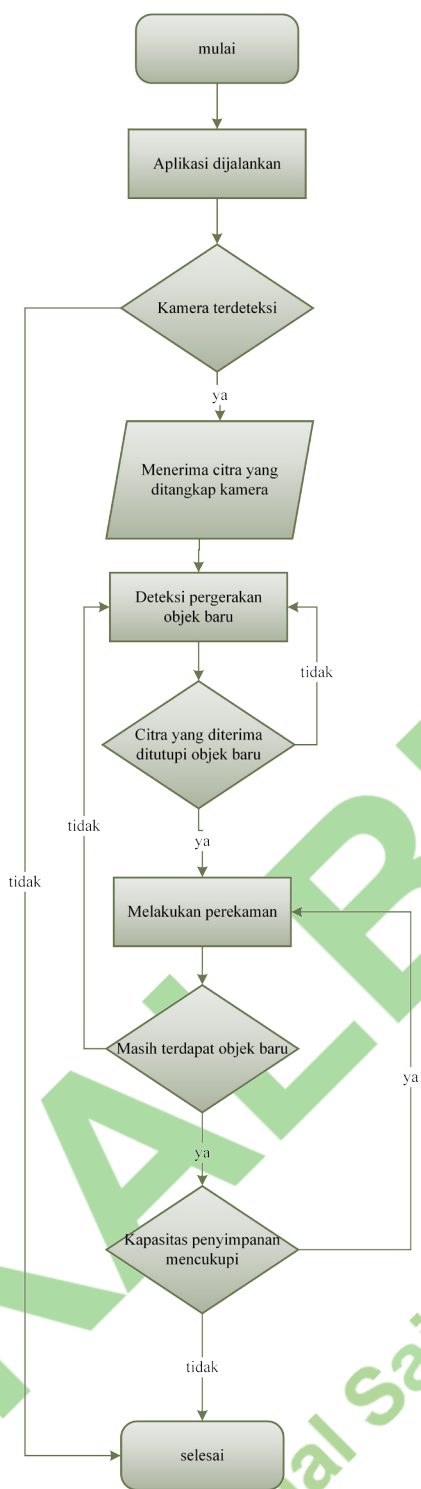 mulai
Aplikasi dijalankan
Kamera terdeteksi
ya
Menerima citra yang
ditangkap kamera
Deteksi pergerakan
objek baru
tidak
Citra yang diterima
ditutupi objek baru
tidak
ya
tidak
Melakukan perekaman
Masih terdapat objek baru
ya
ya
Kapasitas penyimpanan
mencukupi
tidak
selesai